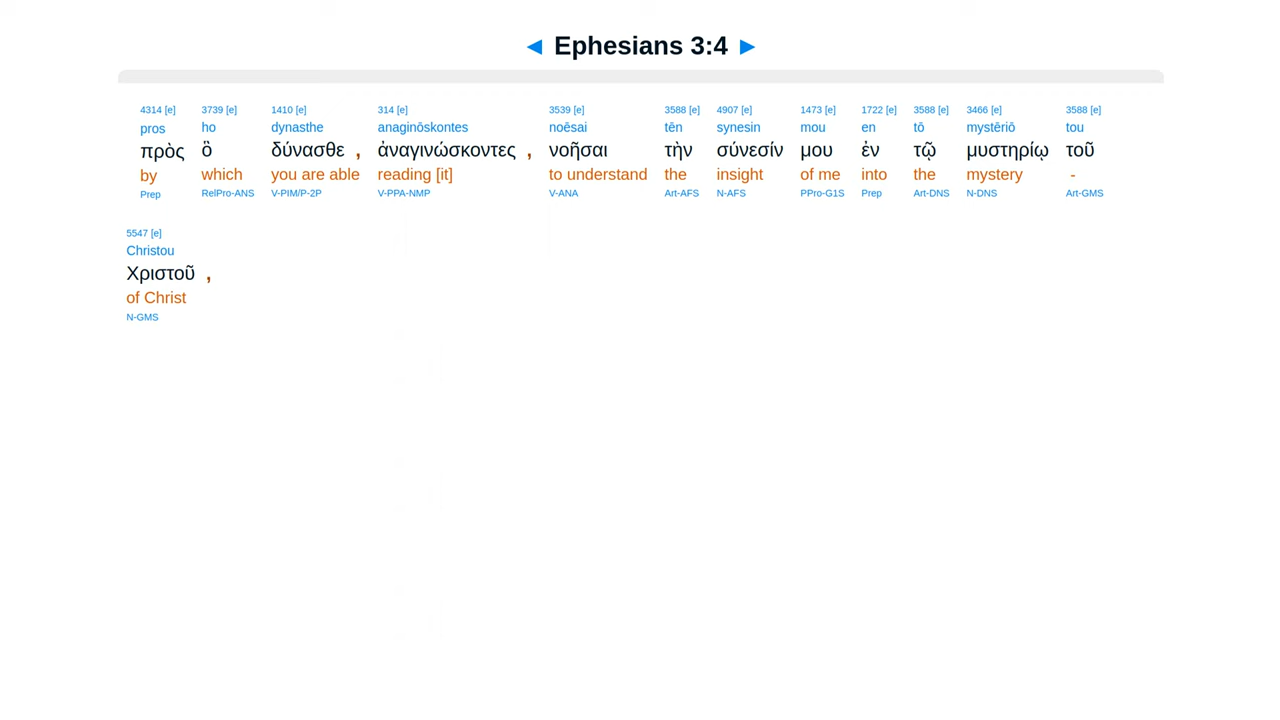 ◄ Ephesians 3:4 ►
4314 [e] 3739 [e] 1410 [e] 314 [e] 3539 [e] 3588 [e] 4907 [e] 1473 [e] 1722 [e] 3588 [e] 3466 [e] 3588 [e]
pros ho dynasthe anaginōskontes noēsai tēn synesin mou en tō mystēriō tou
πρὸς ὃ δύνασθε , ἀναγινώσκοντες , νοῆσαι τὴν σύνεσίν μου ἐν τῷ μυστηρίῳ τοῦ
by which you are able reading [it] to understand the insight of me into the mystery -
Prep RelPro-ANS V-PIM/P-2P V-PPA-NMP V-ANA Art-AFS N-AFS PPro-G1S Prep Art-DNS N-DNS Art-GMS
5547 [e]
Christou
Χριστοῦ ,
of Christ
N-GMS